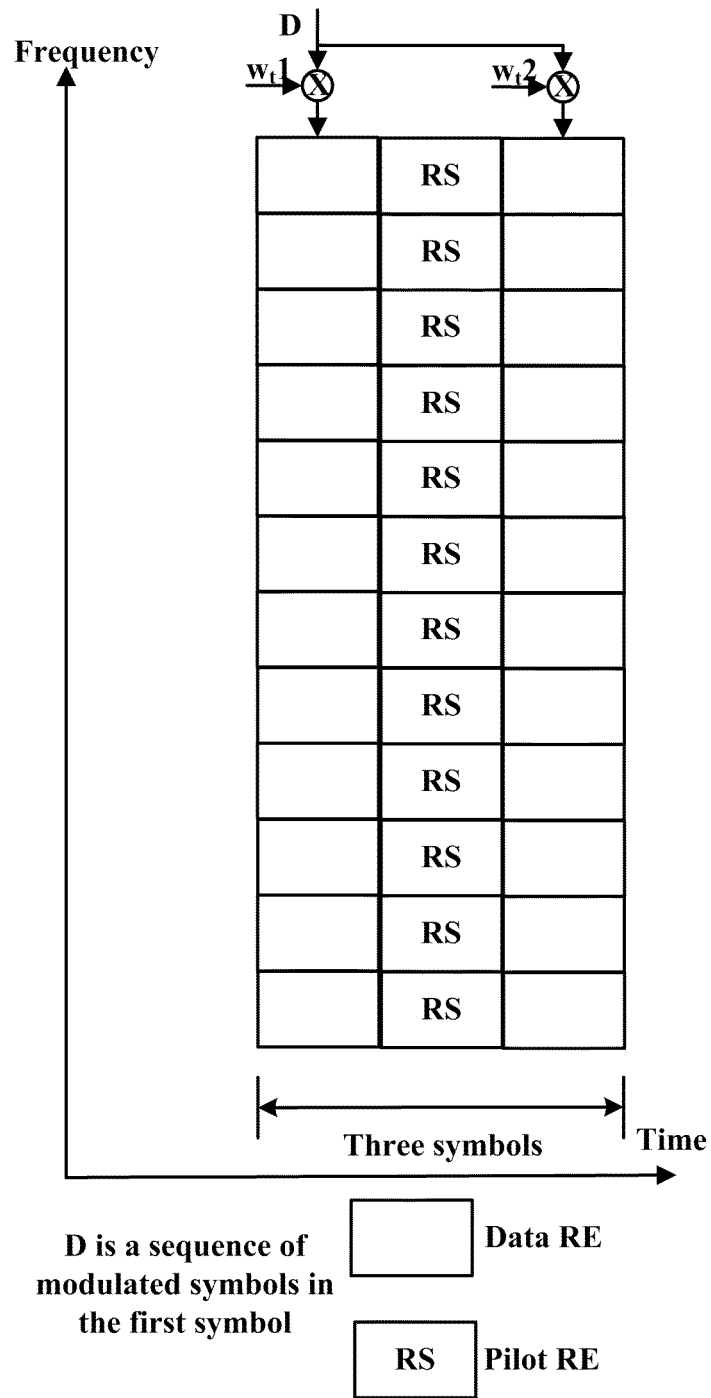 D
Frequency
wt1 X wt2 X
RS
RS
RS
RS
RS
RS
RS
RS
RS
RS
RS
RS
Three symbols
Time
D is a sequence of
modulated symbols in
the first symbol
Data RE
RS Pilot RE